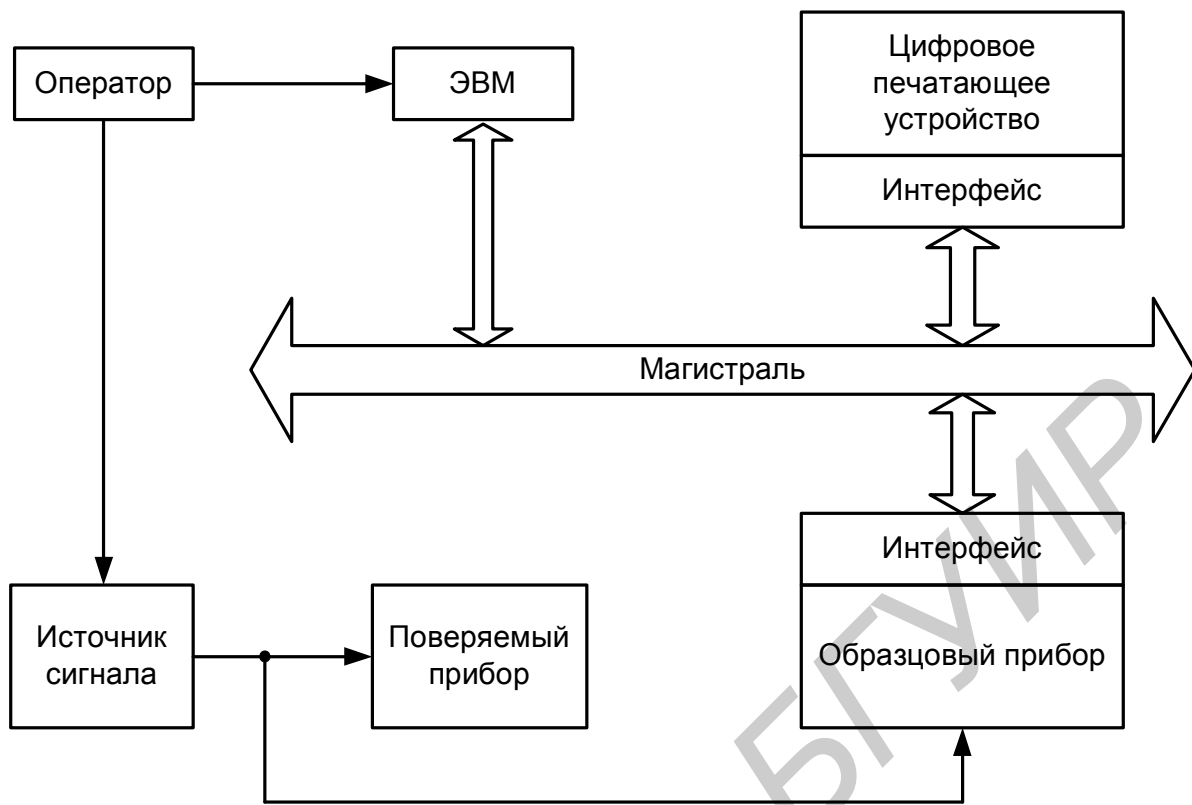 Оператор
ЭВМ
Цифровое
печатающее
устройство
Интерфейс
Магистраль
Интерфейс
Образцовый прибор
Источник
сигнала
Поверяемый
прибор
БГУИР